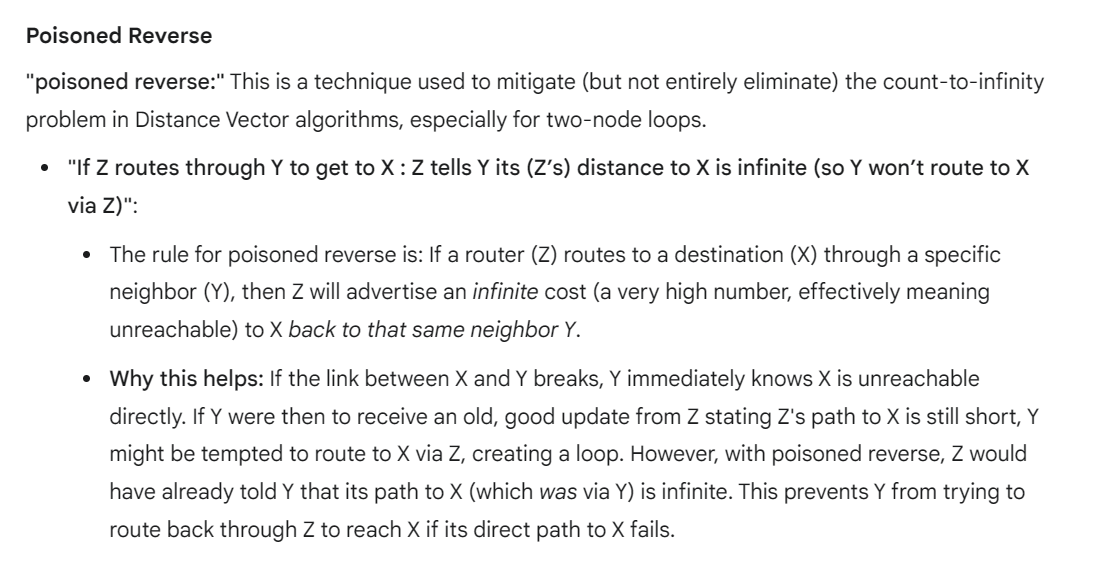 Poisoned Reverse
"poisoned reverse:" This is a technique used to mitigate (but not entirely eliminate) the count-to-infinity
problem in Distance Vector algorithms, especially for two-node loops.
• "If Z routes through Y to get to X : Z tells Y its (Z’s) distance to X is infinite (so Y won’t route to X
via Z)":
• The rule for poisoned reverse is: If a router (Z) routes to a destination (X) through a specific
neighbor (Y), then Z will advertise an infinite cost (a very high number, effectively meaning
unreachable) to X back to that same neighbor Y.
• Why this helps: If the link between X and Y breaks, Y immediately knows X is unreachable
directly. If Y were then to receive an old, good update from Z stating Z's path to X is still short, Y
might be tempted to route to X via Z, creating a loop. However, with poisoned reverse, Z would
have already told Y that its path to X (which was via Y) is infinite. This prevents Y from trying to
route back through Z to reach X if its direct path to X fails.